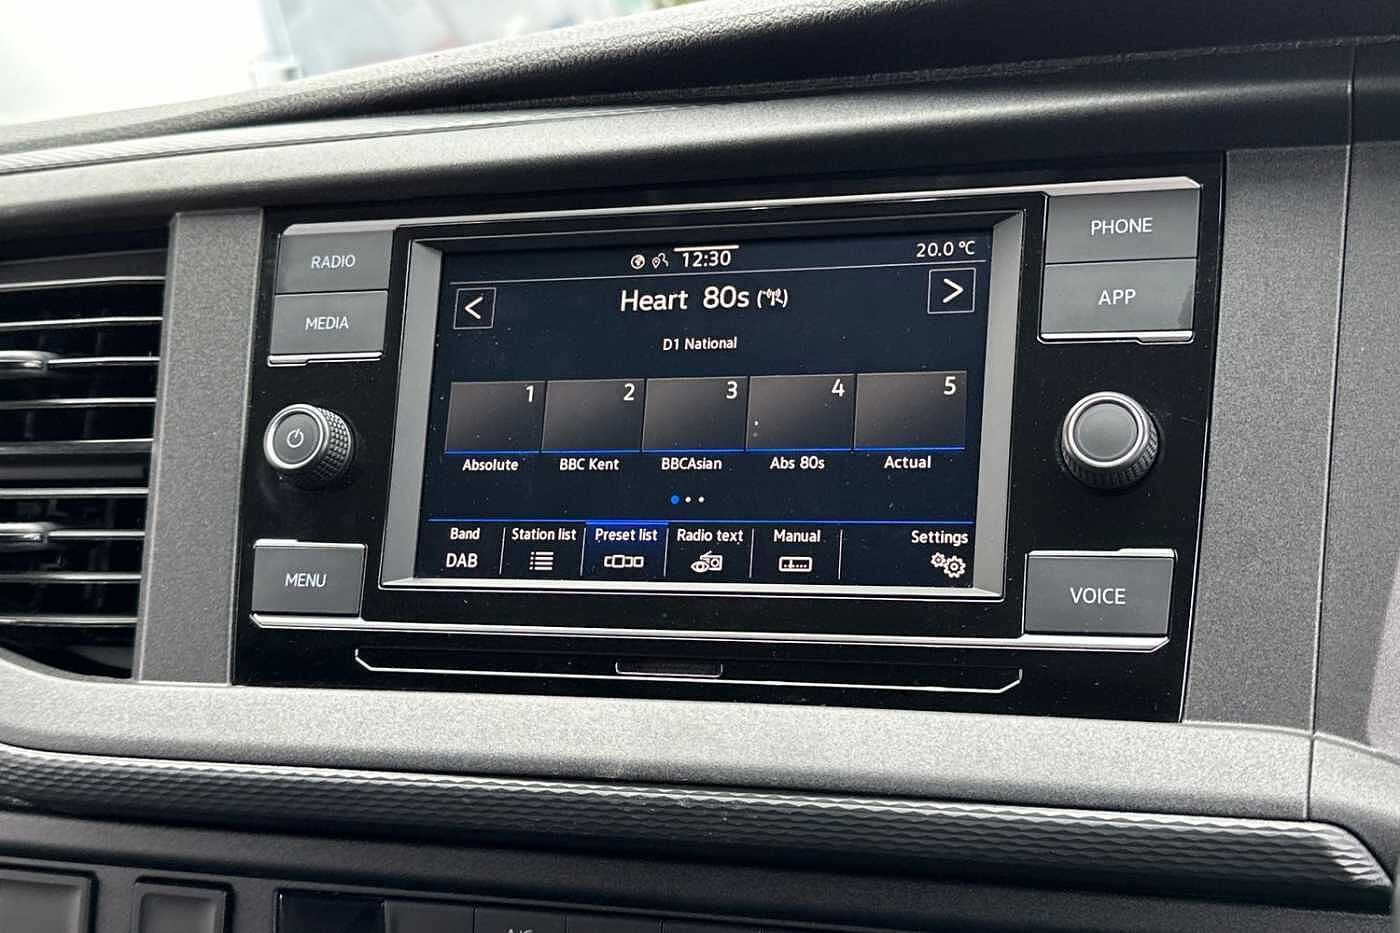 RADIO
MEDIA
MENU
12:30
20.0 °C
<
Heart 80s
>
D1 National
1
2
3
4
5
Absolute
BBC Kent
BBCAsian
Abs 80s
Actual
Band
DAB
Station list
Preset list
Radio text
Manual
Settings
PHONE
APP
VOICE